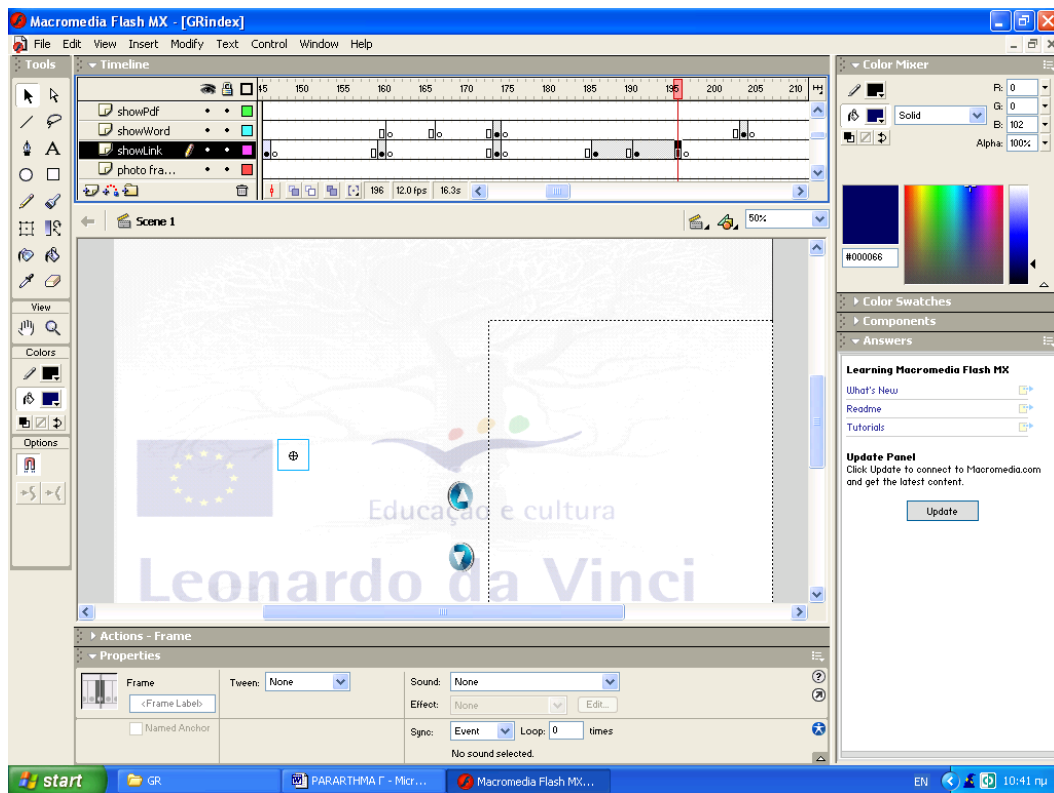 Macromedia Flash MX - [GRindex]
File Edit View Insert Modify Text Control Window Help
Tools
Timeline
45 150 155 160 165 170 175 180 185 190 195 200 205 210
showPdf
showWord
showLink
photo fra...
196 12.0 fps 16.3s
Scene 1
50%
View
Colors
Options
Educação e cultura
Leonardo da Vinci
Actions - Frame
Properties
Frame
<Frame Label>
Named Anchor
Tween: None
Sound: None
Effect: None Edit...
Sync: Event Loop: 0 times
No sound selected.
Color Mixer
R: 0
Solid G: 0
B: 102
Alpha: 100%
#000066
Color Swatches
Components
Answers
Learning Macromedia Flash MX
What's New
Readme
Tutorials
Update Panel
Click Update to connect to Macromedia.com
and get the latest content.
Update
start GR PARARTHMA Γ - Micr... Macromedia Flash MX... EN 10:41 πμ